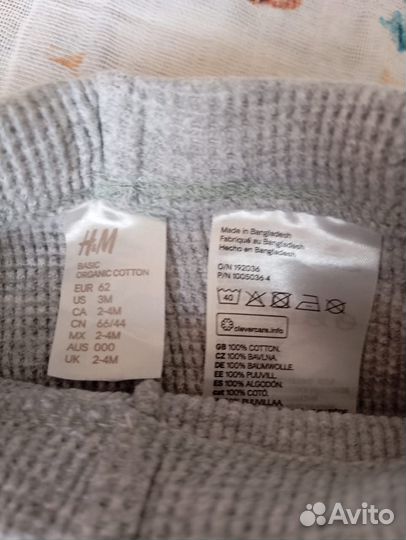 H&M
BASIC
ORGANIC COTTON
EUR 62
US 3M
CA 2-4M
CN 66/44
MX 2-4M
AUS 000
UK 2-4M
Made in Bangladesh
Fabriqué au Bangladesh
Hecho en Bangladesh
O/N 192036
P/N 1005036-4
40
clevercare.info
GB 100% COTTON.
CZ 100% BAVLNA.
DE 100% BAUMWOLLE.
EE 100% PUUVILL.
ES 100% ALGODÓN.
cat 100% COTÓ.
100% PUUVILLAA.
Avito